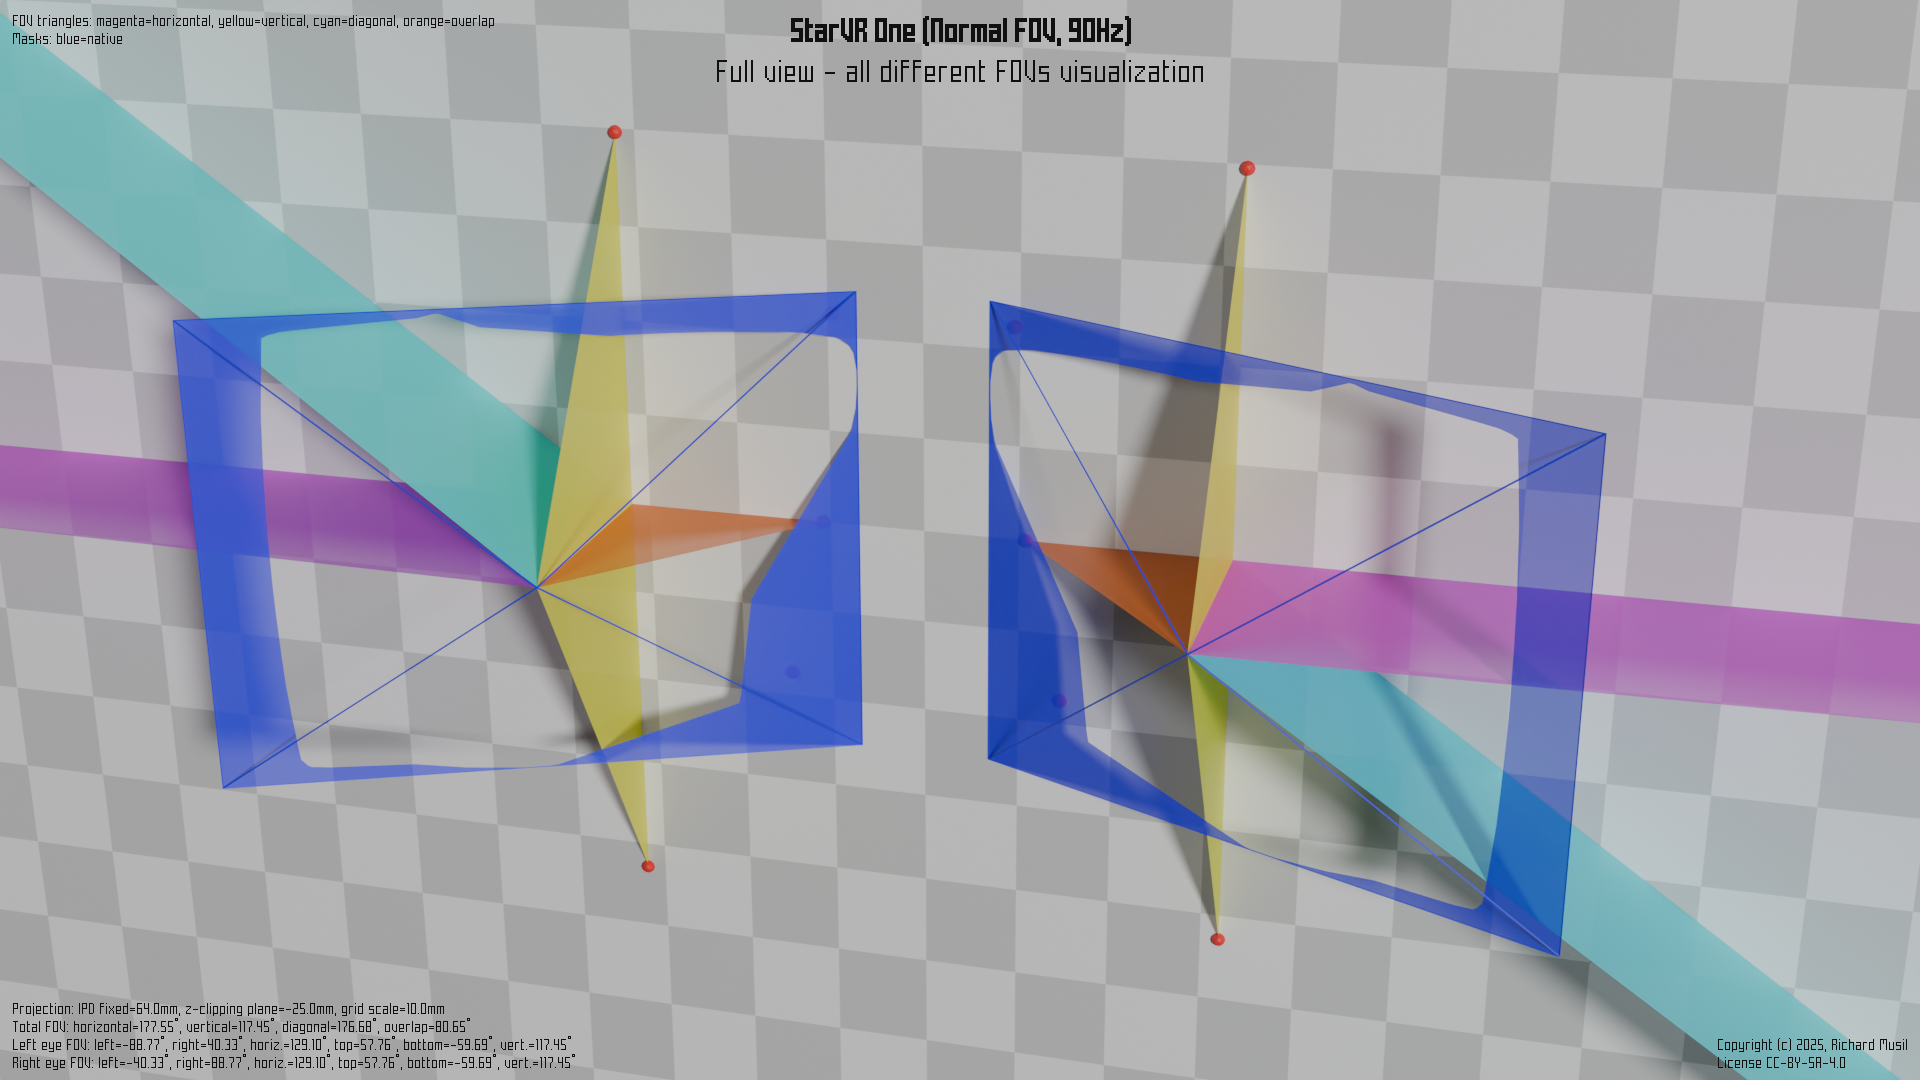 FOV triangles: magenta=horizontal, yellow=vertical, cyan=diagonal, orange=overlap
Masks: blue=native
StarVR One (Normal FOV, 90Hz)
Full view - all different FOVs visualization
Projection: IPD fixed=64.0mm, z-clipping plane=-25.0mm, grid scale=10.0mm
Total FOV: horizontal=177.55°, vertical=117.45°, diagonal=176.68°, overlap=80.65°
Left eye FOV: left=-88.77°, right=40.33°, horiz.=129.10°, top=57.76°, bottom=-59.69°, vert.=117.45°
Right eye FOV: left=-40.33°, right=88.77°, horiz.=129.10°, top=57.76°, bottom=-59.69°, vert.=117.45°
Copyright (c) 2025, Richard Musil
License CC-BY-SA-4.0